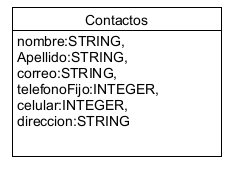 Contactos
nombre:STRING,
Apellido:STRING,
correo:STRING,
telefonoFijo:INTEGER,
celular:INTEGER,
direccion:STRING